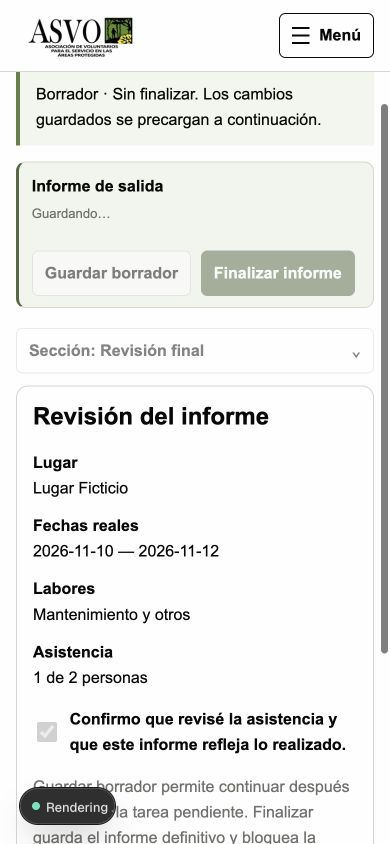 ASVO
ASOCIACIÓN DE VOLUNTARIOS
PARA EL SERVICIO EN LAS
ÁREAS PROTEGIDAS
Menú
Borrador · Sin finalizar. Los cambios
guardados se precargan a continuación.
Informe de salida
Guardando…
Guardar borrador
Finalizar informe
Sección: Revisión final
Revisión del informe
Lugar
Lugar Ficticio
Fechas reales
2026-11-10 — 2026-11-12
Labores
Mantenimiento y otros
Asistencia
1 de 2 personas
Confirmo que revisé la asistencia y
que este informe refleja lo realizado.
Guardar borrador permite continuar después
Rendering
la tarea pendiente. Finalizar
guarda el informe definitivo y bloquea la